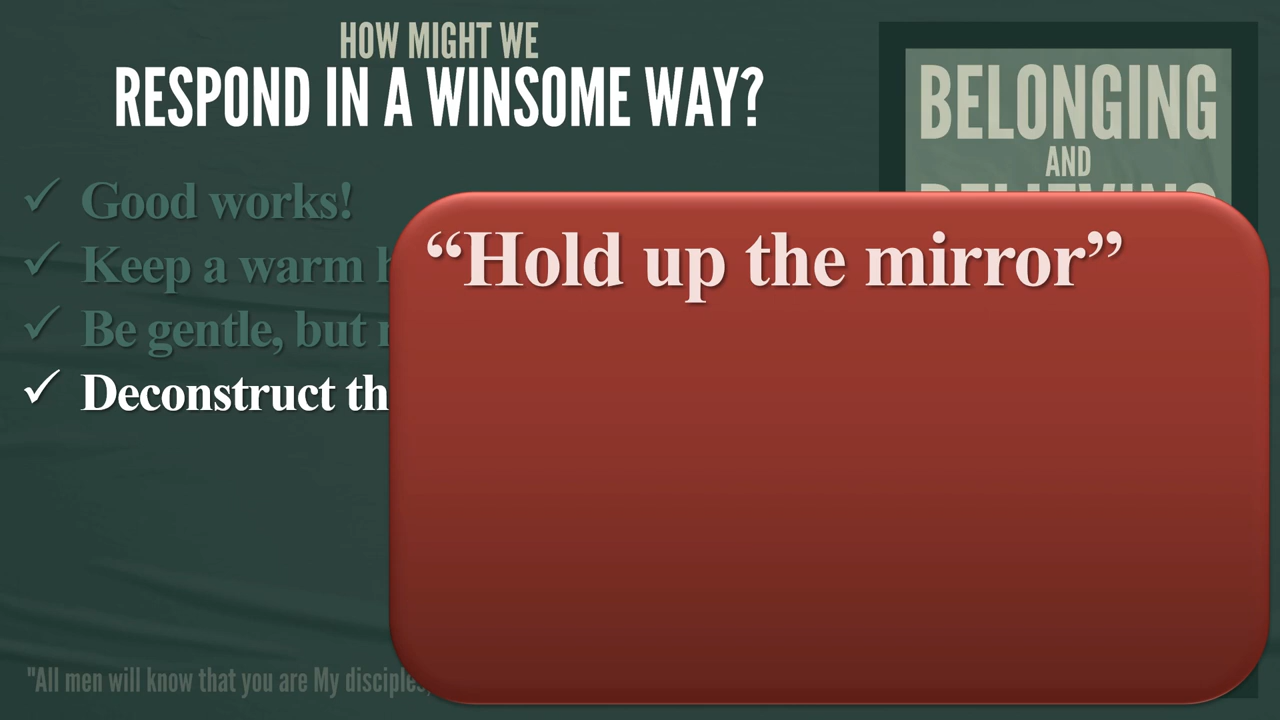 HOW MIGHT WE
RESPOND IN A WINSOME WAY?
BELONGING
AND
✓ Good works!
✓ Keep a warm
✓ Be gentle, but
✓ Deconstruct
“Hold up the mirror”
"All men will know that you are My disciples,